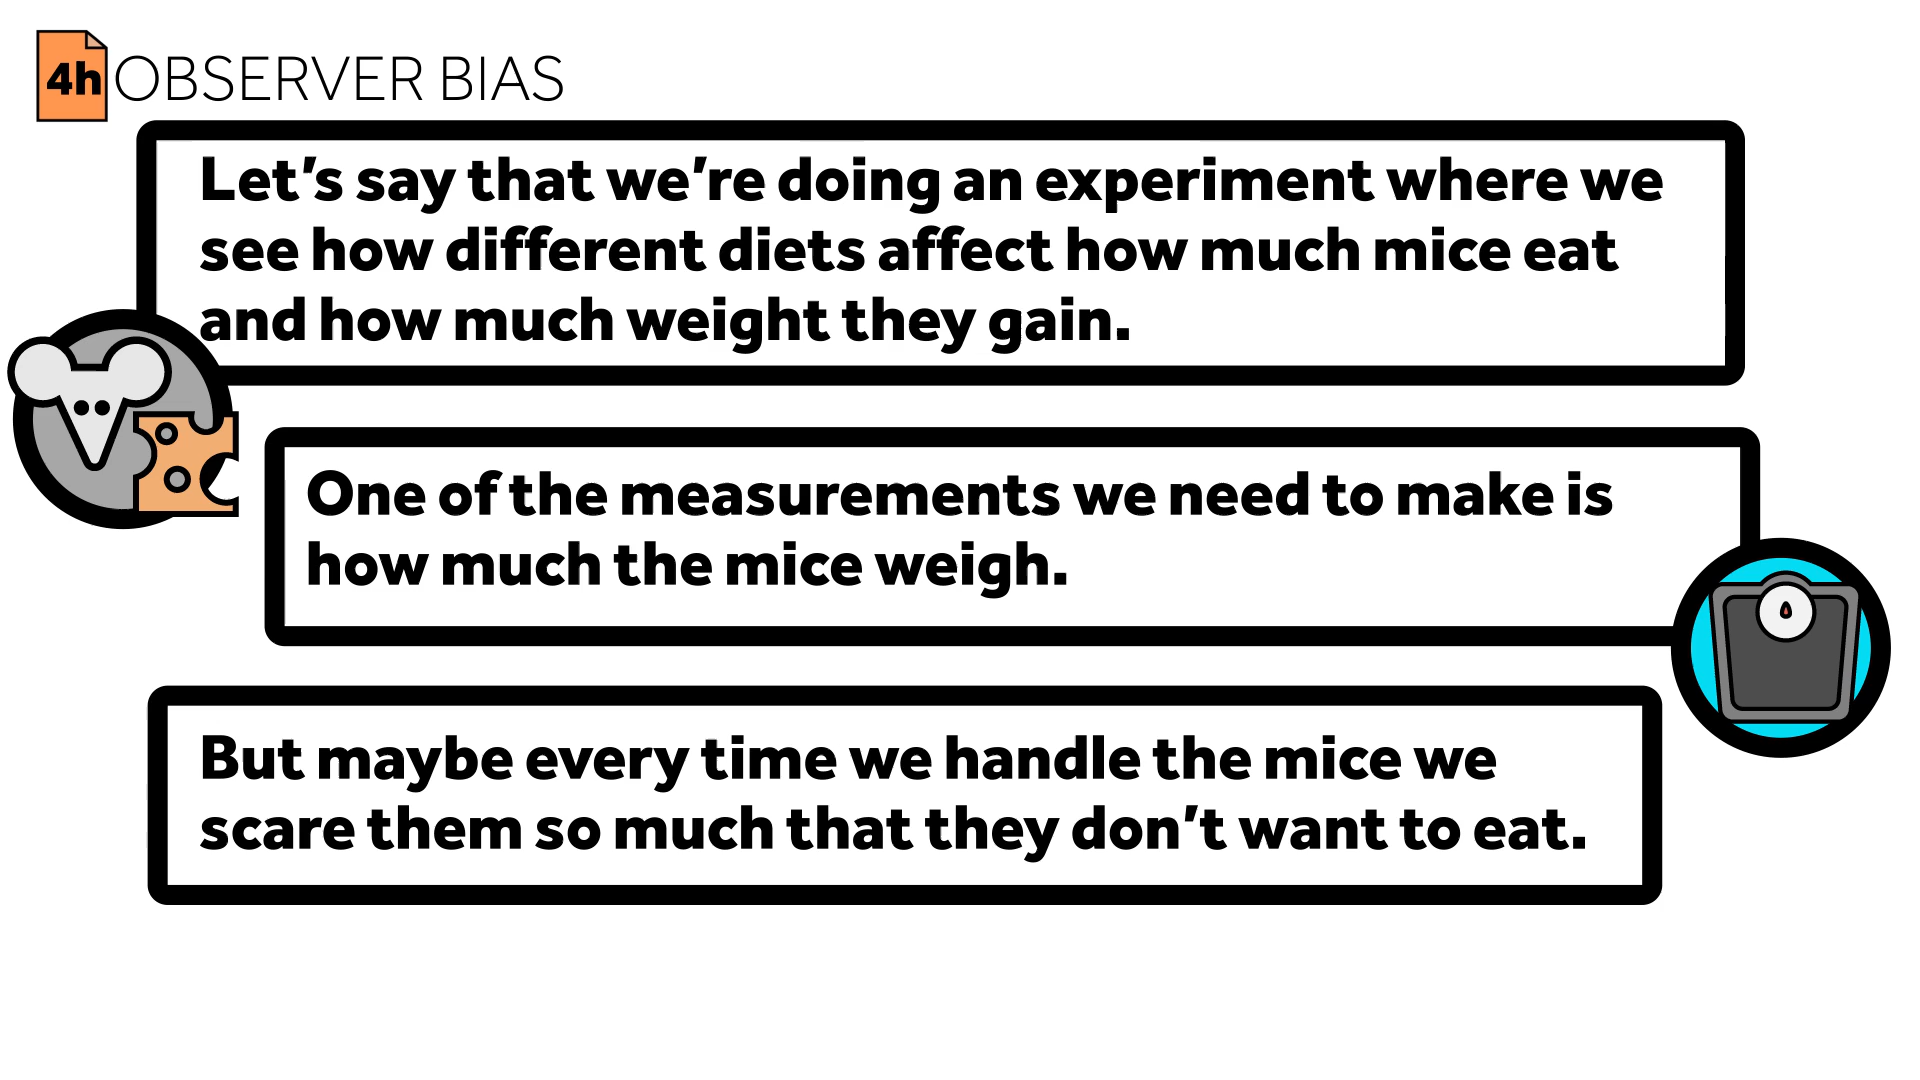 4h OBSERVER BIAS
Let’s say that we’re doing an experiment where we
see how different diets affect how much mice eat
and how much weight they gain.
One of the measurements we need to make is
how much the mice weigh.
But maybe every time we handle the mice we
scare them so much that they don’t want to eat.